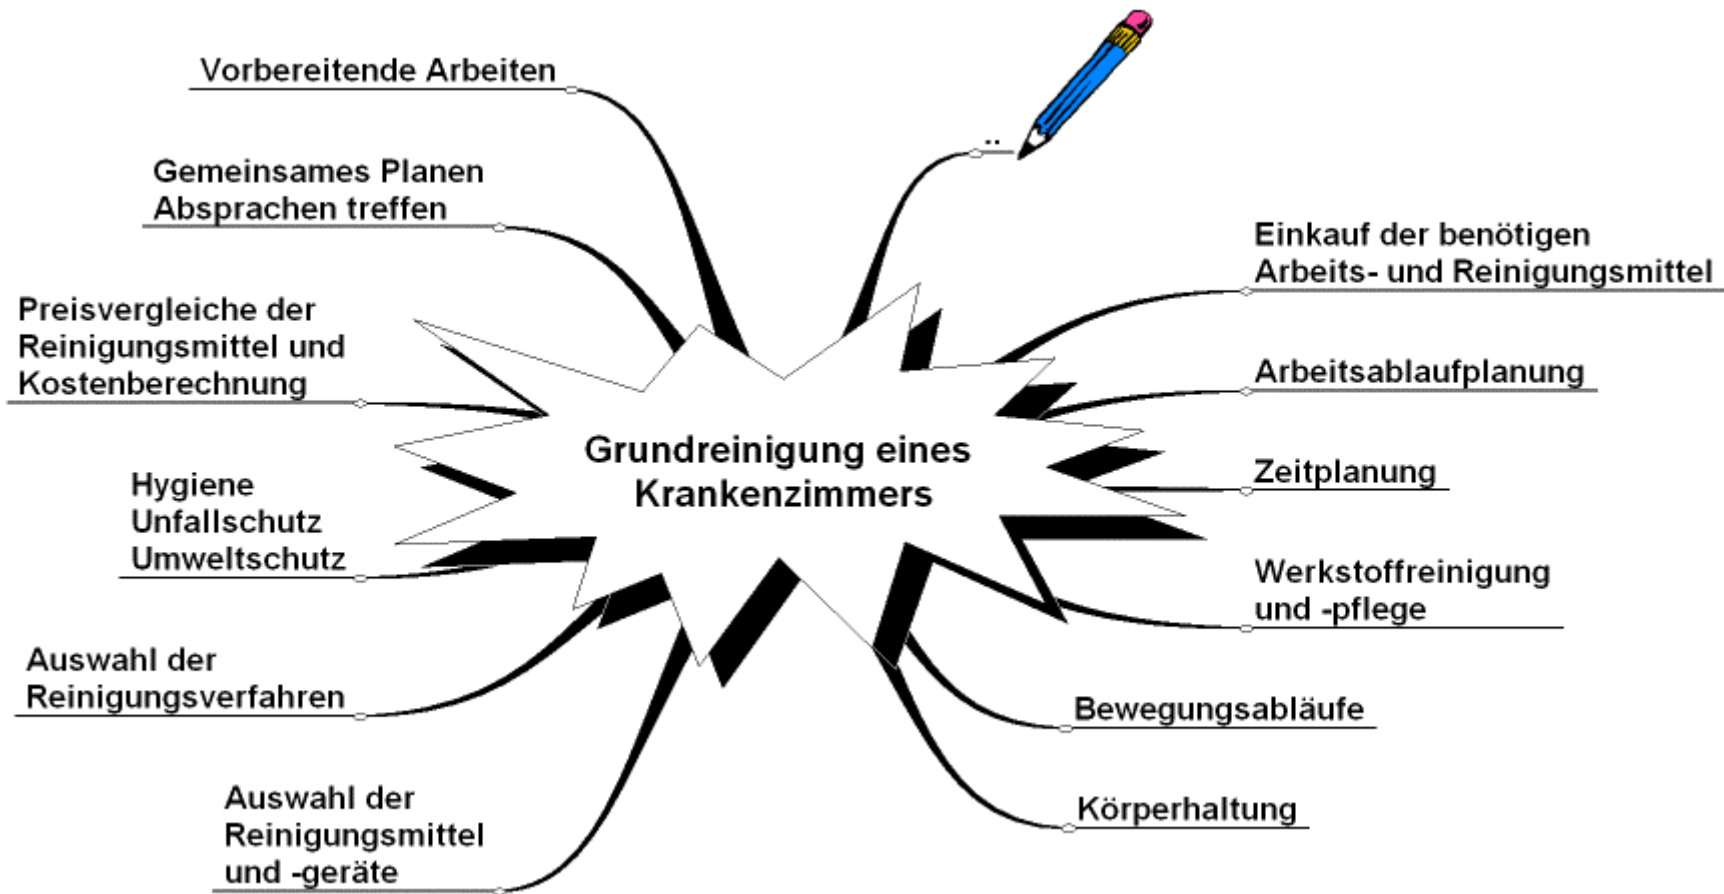 Vorbereitende Arbeiten
..
Gemeinsames Planen
Absprachen treffen
Einkauf der benötigen
Arbeits- und Reinigungsmittel
Preisvergleiche der
Reinigungsmittel und
Kostenberechnung
Arbeitsablaufplanung
Grundreinigung eines
Krankenzimmers
Zeitplanung
Hygiene
Unfallschutz
Umweltschutz
Werkstoffreinigung
und -pflege
Auswahl der
Reinigungsverfahren
Bewegungsabläufe
Auswahl der
Reinigungsmittel
und -geräte
Körperhaltung